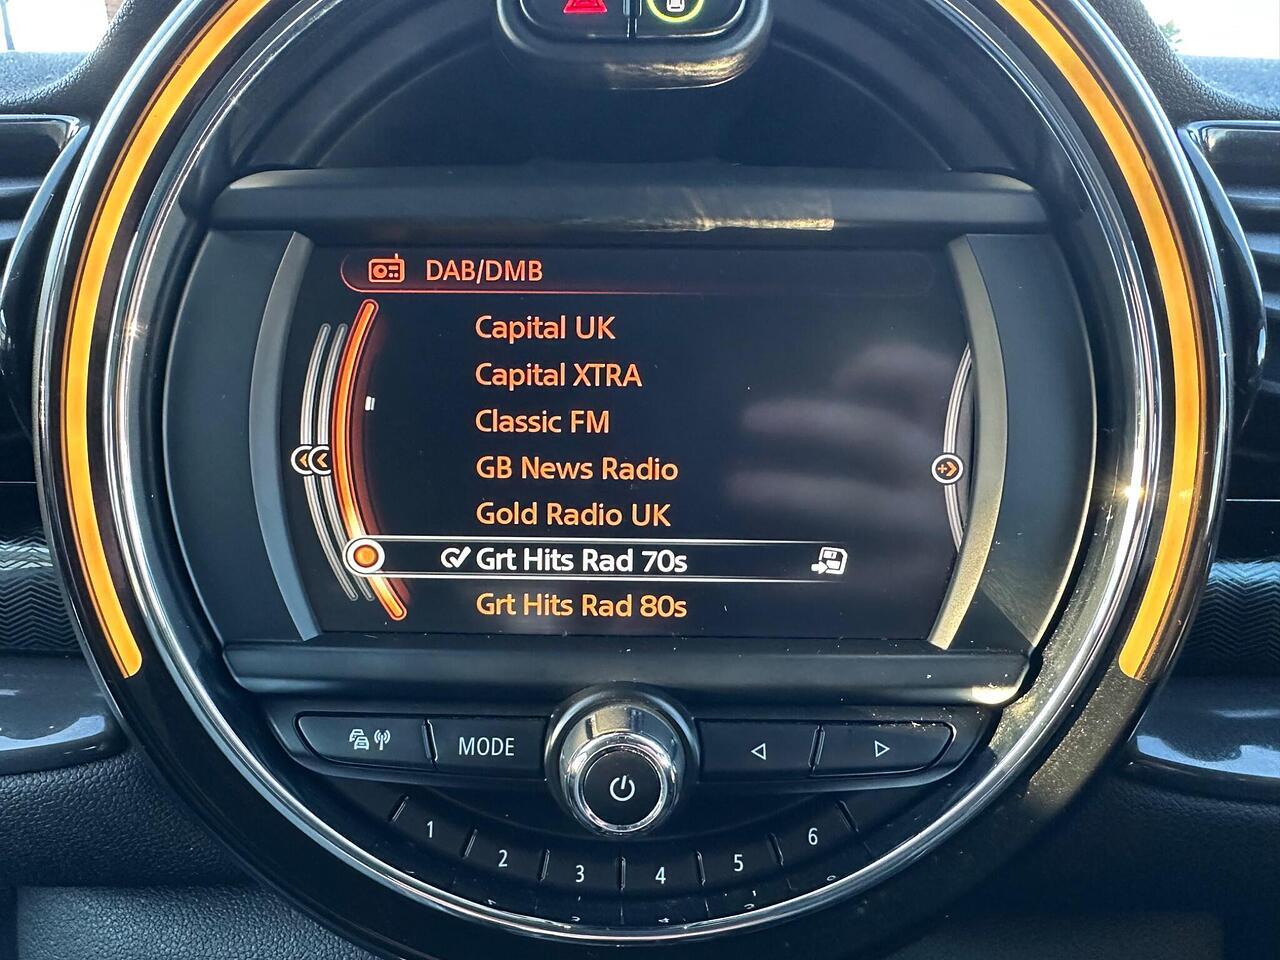 DAB/DMB
Capital UK
Capital XTRA
Classic FM
GB News Radio
Gold Radio UK
Grt Hits Rad 70s
Grt Hits Rad 80s
MODE
1
2
3
4
5
6